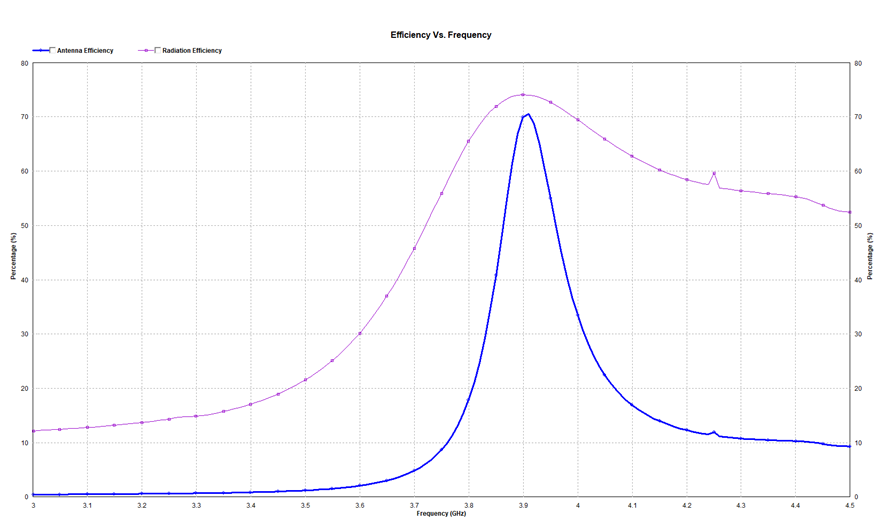 Efficiency Vs. Frequency
Antenna Efficiency Radiation Efficiency
80 80
70 70
60 60
50 50
40 40
30 30
20 20
10 10
0 0
Percentage (%)
Percentage (%)
3 3.1 3.2 3.3 3.4 3.5 3.6 3.7 3.8 3.9 4 4.1 4.2 4.3 4.4 4.5
Frequency (GHz)